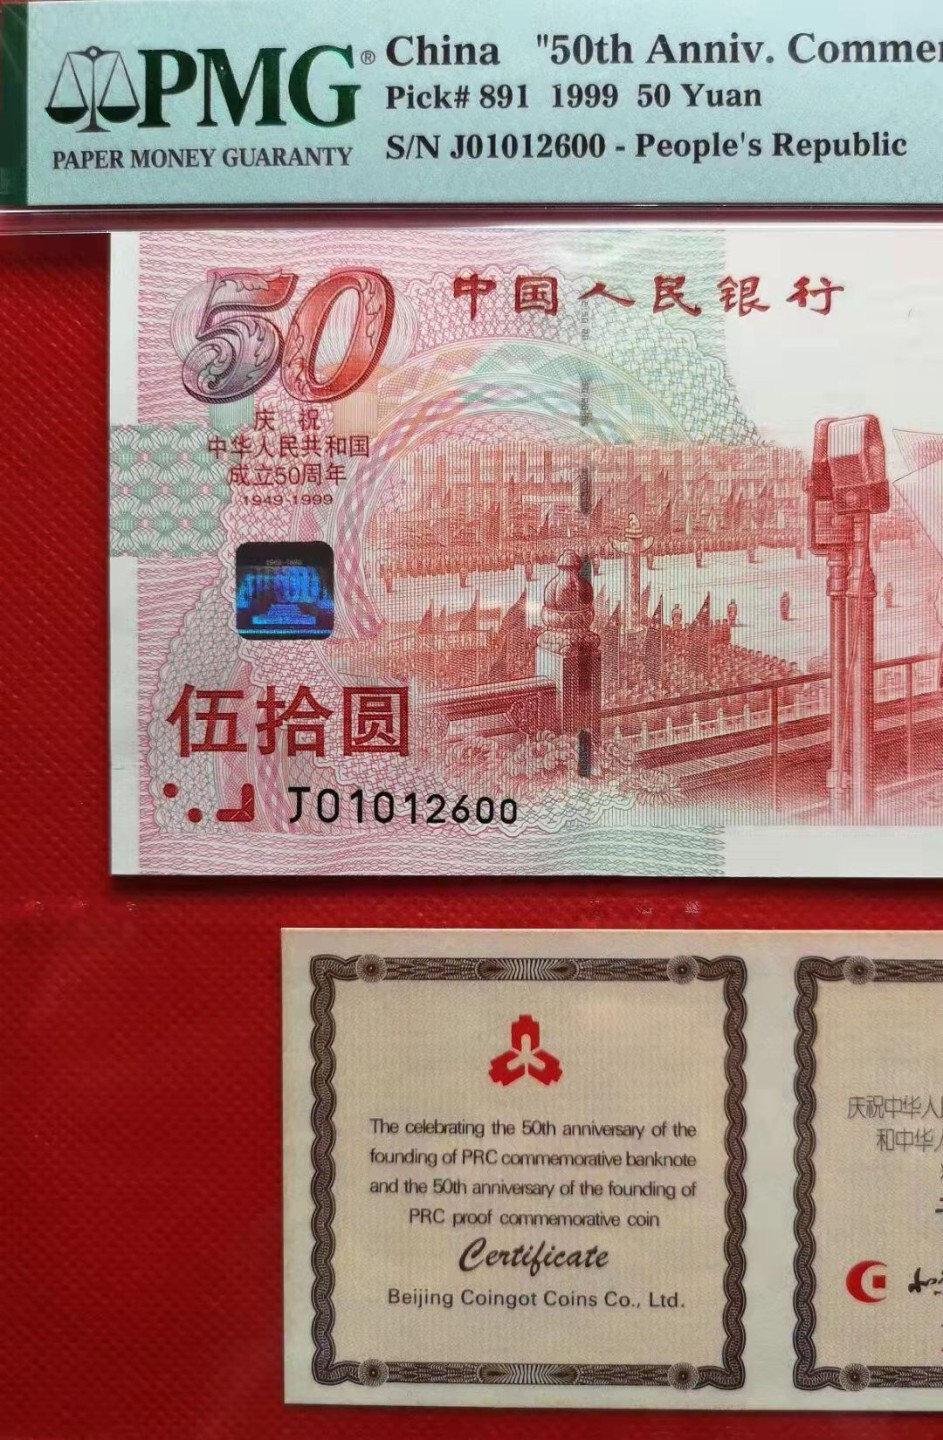 PMG®
PAPER MONEY GUARANTY
China "50th Anniv. Comme
Pick# 891 1999 50 Yuan
S/N J01012600 - People's Republic
50
中国人民银行
庆祝
中华人民共和国
成立50周年
1949-1999
伍拾圆
J01012600
The celebrating the 50th anniversary of the
founding of PRC commemorative banknote
and the 50th anniversary of the founding of
PRC proof commemorative coin
Certificate
Beijing Coingot Coins Co., Ltd.
庆祝中华人
和中华